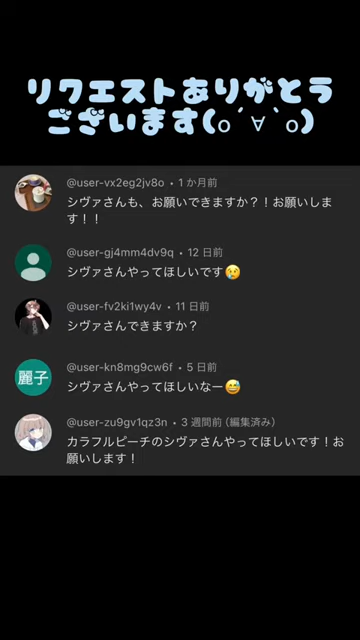 リクエストありがとう
ございます(о´∀`о)
@user-vx2eg2jv8o・1 か月前
シヴァさんも、お願いできますか？！お願いしま
す！！
@user-gj4mm4dv9q・12 日前
シヴァさんやってほしいです😢
@user-fv2ki1wy4v・11 日前
シヴァさんできますか？
麗子
@user-kn8mg9cw6f・5 日前
シヴァさんやってほしいなー😅
@user-zu9gv1qz3n・3 週間前 (編集済み)
カラフルピーチのシヴァさんやってほしいです！お
願いします！